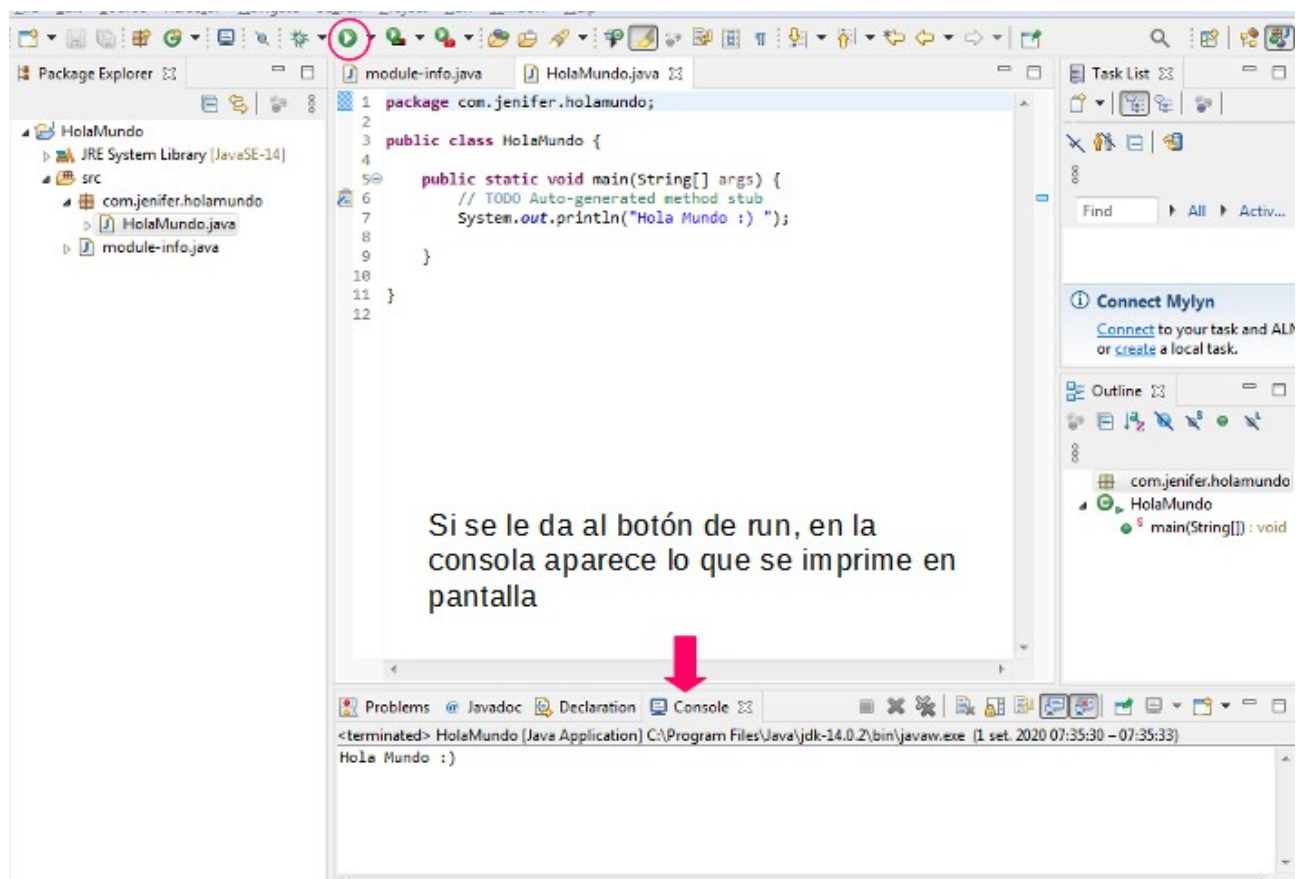 Package Explorer
module-info.java
HolaMundo.java
Task List
HolaMundo
JRE System Library [JavaSE-14]
src
com.jenifer.holamundo
HolaMundo.java
module-info.java
1 package com.jenifer.holamundo;
2
3 public class HolaMundo {
4
5 public static void main(String[] args) {
6 // TODO Auto-generated method stub
7 System.out.println("Hola Mundo :) ");
8
9 }
10
11 }
12
Find
All
Activ...
Connect Mylyn
Connect to your task and ALM
or create a local task.
Outline
com.jenifer.holamundo
HolaMundo
main(String[]) : void
Si se le da al botón de run, en la
consola aparece lo que se imprime en
pantalla
Problems @ Javadoc Declaration Console
<terminated> HolaMundo [Java Application] C:\Program Files\Java\jdk-14.0.2\bin\javaw.exe (1 set. 2020 07:35:30 – 07:35:33)
Hola Mundo :)